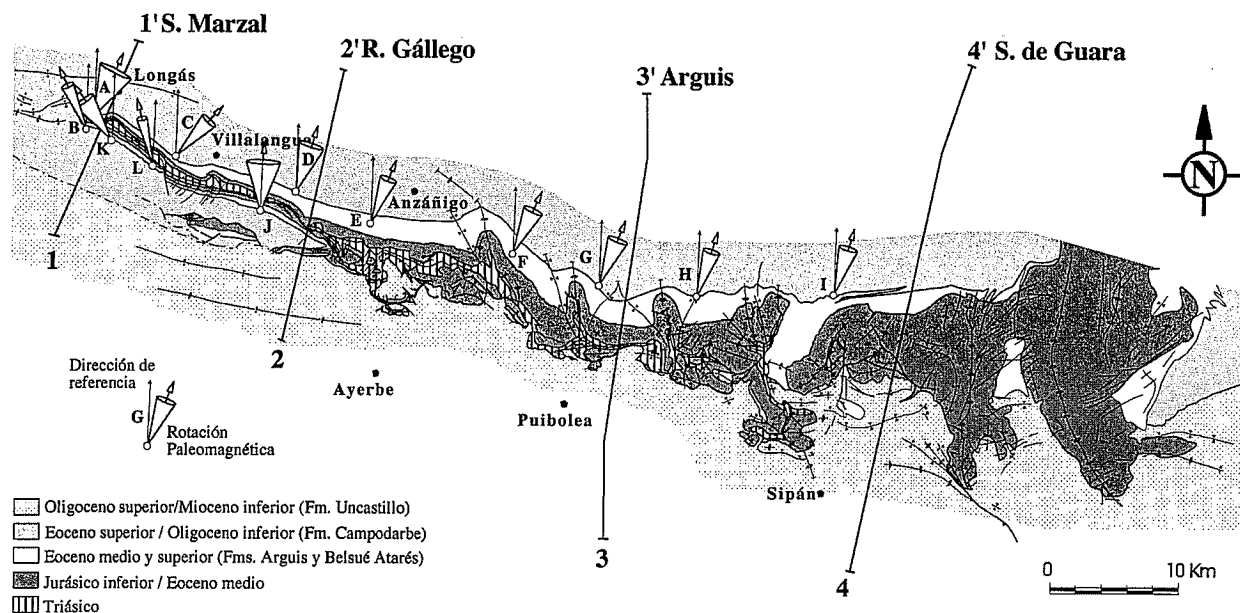 1' S. Marzal
2' R. Gállego
3' Arguis
4' S. de Guara
N
Longás
A
B
K
C
L
Villalangua
D
J
E
Anzáñigo
F
G
H
I
1
2
3
4
Ayerbe
Puibolea
Sipán
Dirección de
referencia
G
Rotación
Paleomagnética
Oligoceno superior/Mioceno inferior (Fm. Uncastillo)
Eoceno superior / Oligoceno inferior (Fm. Campodarbe)
Eoceno medio y superior (Fms. Arguis y Belsué Atarés)
Jurásico inferior / Eoceno medio
Triásico
0 10 Km